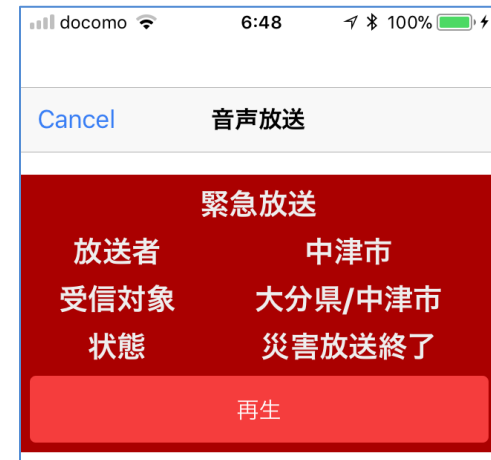 docomo 6:48 100%
Cancel 音声放送
緊急放送
放送者 中津市
受信対象 大分県/中津市
状態 災害放送終了
再生